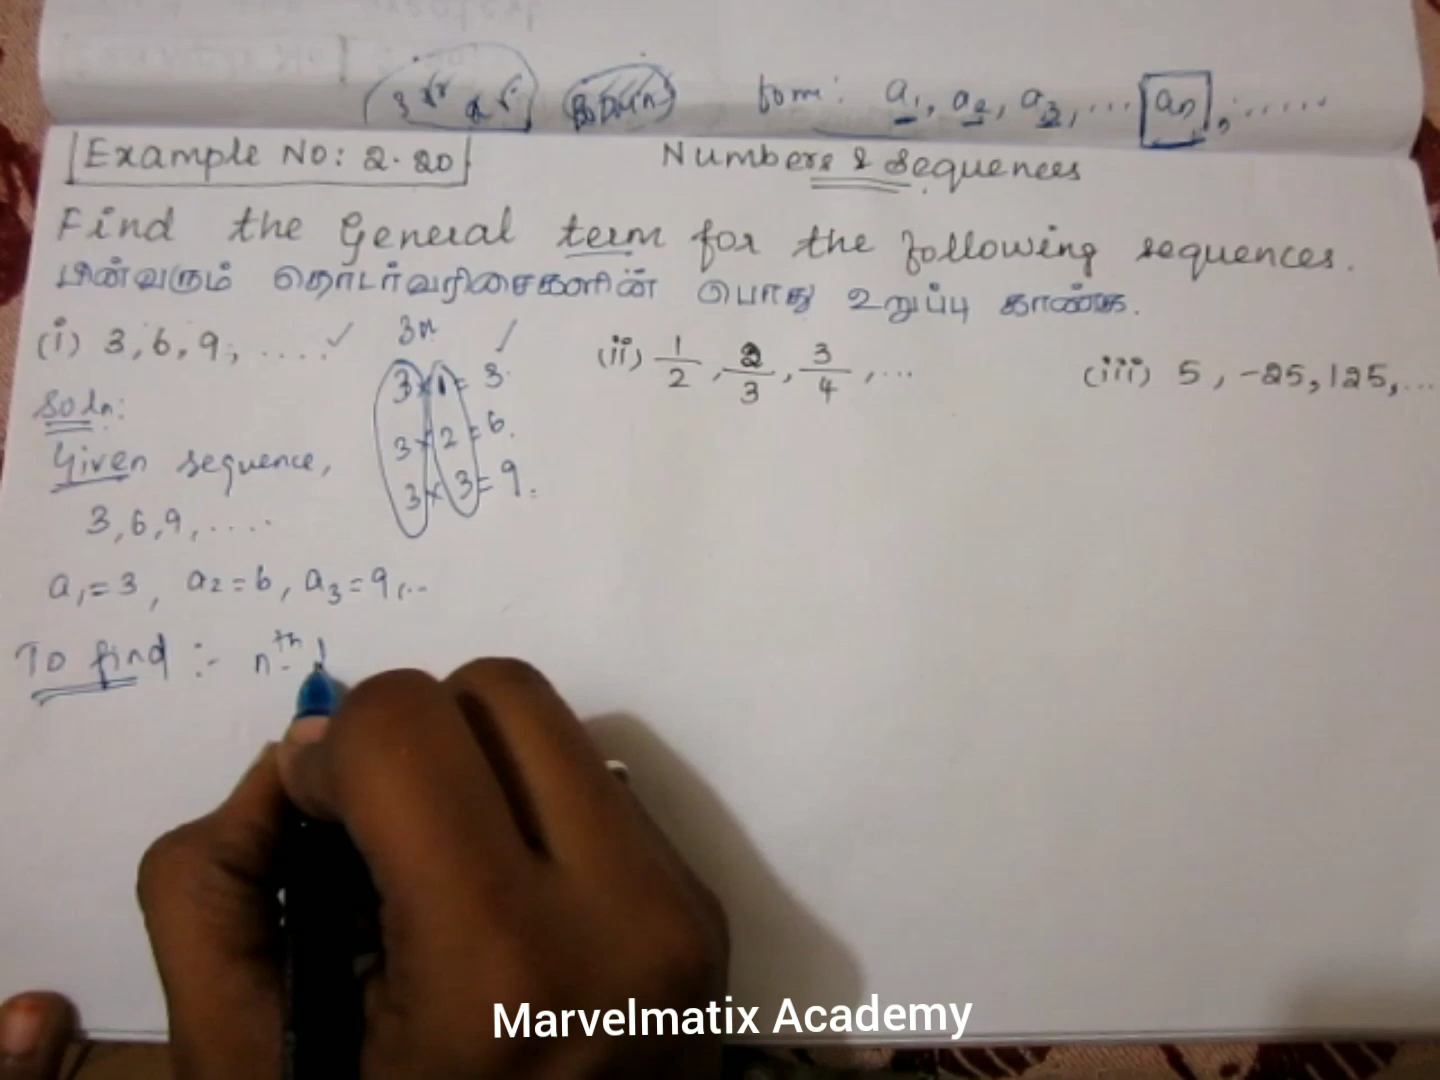 form: a₁, a₂, a₃, ... aₙ, .....
Example No: 2.20
Numbers & Sequences
Find the General term for the following sequences.
பின்வரும் தொடர்வரிசைகளின் பொது உறுப்பு காண்க.
(i) 3, 6, 9, .... ✓
(ii) 1/2, 2/3, 3/4, ...
(iii) 5, -25, 125, ...
3n
Soln:
3×1=3.
Given sequence,
3×2=6.
3×3=9.
3, 6, 9, ....
a₁=3, a₂=6, a₃=9, ..
To find :- nth
Marvelmatix Academy